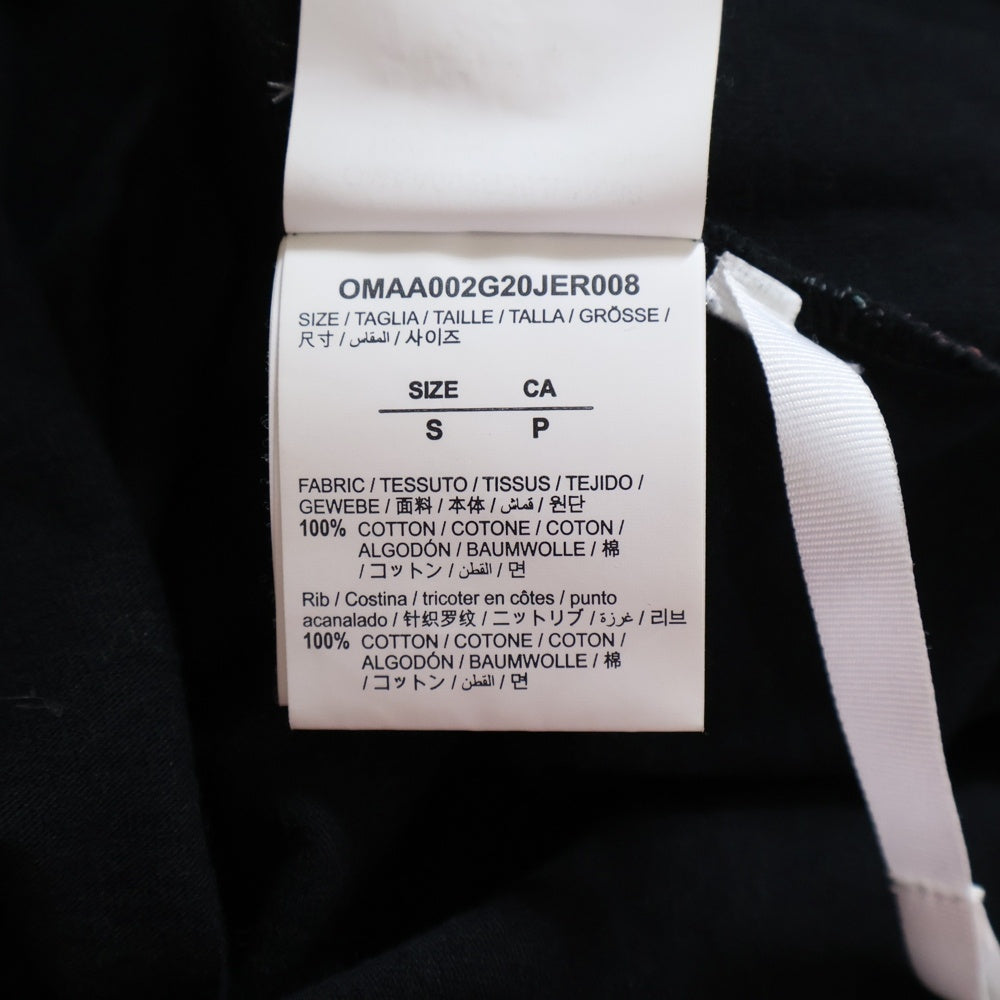 OMAA002G20JER008
SIZE / TAGLIA / TAILLE / TALLA / GRÖSSE /
尺寸 / المقاس / 사이즈
SIZE CA
S P
FABRIC / TESSUTO / TISSUS / TEJIDO /
GEWEBE / 面料 / 本体 / قماش / 원단
100% COTTON / COTONE / COTON /
ALGODÓN / BAUMWOLLE / 棉
/ コットン / القطن / 면
Rib / Costina / tricoter en côtes / punto
acanalado / 针织罗纹 / ニットリブ / غرزة / 리브
100% COTTON / COTONE / COTON /
ALGODÓN / BAUMWOLLE / 棉
/ コットン / القطن / 면